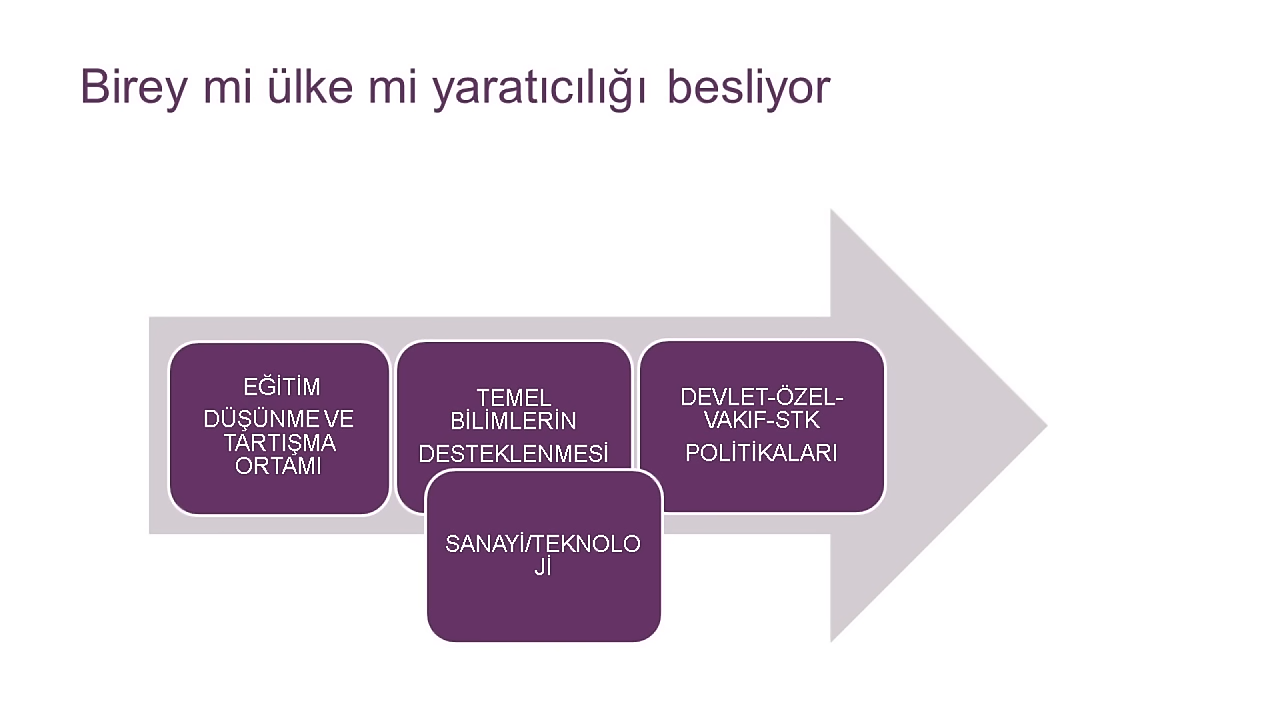 Birey mi ülke mi yaratıcılığı besliyor
EĞİTİM
DÜŞÜNME VE
TARTIŞMA
ORTAMI
TEMEL
BİLİMLERİN
DESTEKLENMESİ
DEVLET-ÖZEL-
VAKIF-STK
POLİTİKALARI
SANAYİ/TEKNOLO
Jİ